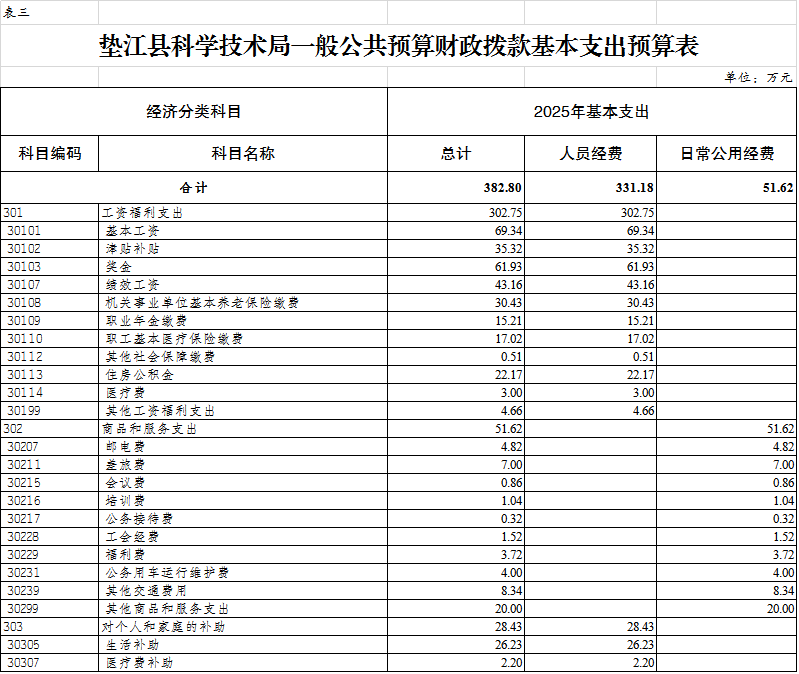 表三
垫江县科学技术局一般公共预算财政拨款基本支出预算表
单位：万元
经济分类科目 2025年基本支出
科目编码 科目名称 总计 人员经费 日常公用经费
合计 382.80 331.18 51.62
301 工资福利支出 302.75 302.75
30101 基本工资 69.34 69.34
30102 津贴补贴 35.32 35.32
30103 奖金 61.93 61.93
30107 绩效工资 43.16 43.16
30108 机关事业单位基本养老保险缴费 30.43 30.43
30109 职业年金缴费 15.21 15.21
30110 职工基本医疗保险缴费 17.02 17.02
30112 其他社会保障缴费 0.51 0.51
30113 住房公积金 22.17 22.17
30114 医疗费 3.00 3.00
30199 其他工资福利支出 4.66 4.66
302 商品和服务支出 51.62 51.62
30207 邮电费 4.82 4.82
30211 差旅费 7.00 7.00
30215 会议费 0.86 0.86
30216 培训费 1.04 1.04
30217 公务接待费 0.32 0.32
30228 工会经费 1.52 1.52
30229 福利费 3.72 3.72
30231 公务用车运行维护费 4.00 4.00
30239 其他交通费用 8.34 8.34
30299 其他商品和服务支出 20.00 20.00
303 对个人和家庭的补助 28.43 28.43
30305 生活补助 26.23 26.23
30307 医疗费补助 2.20 2.20